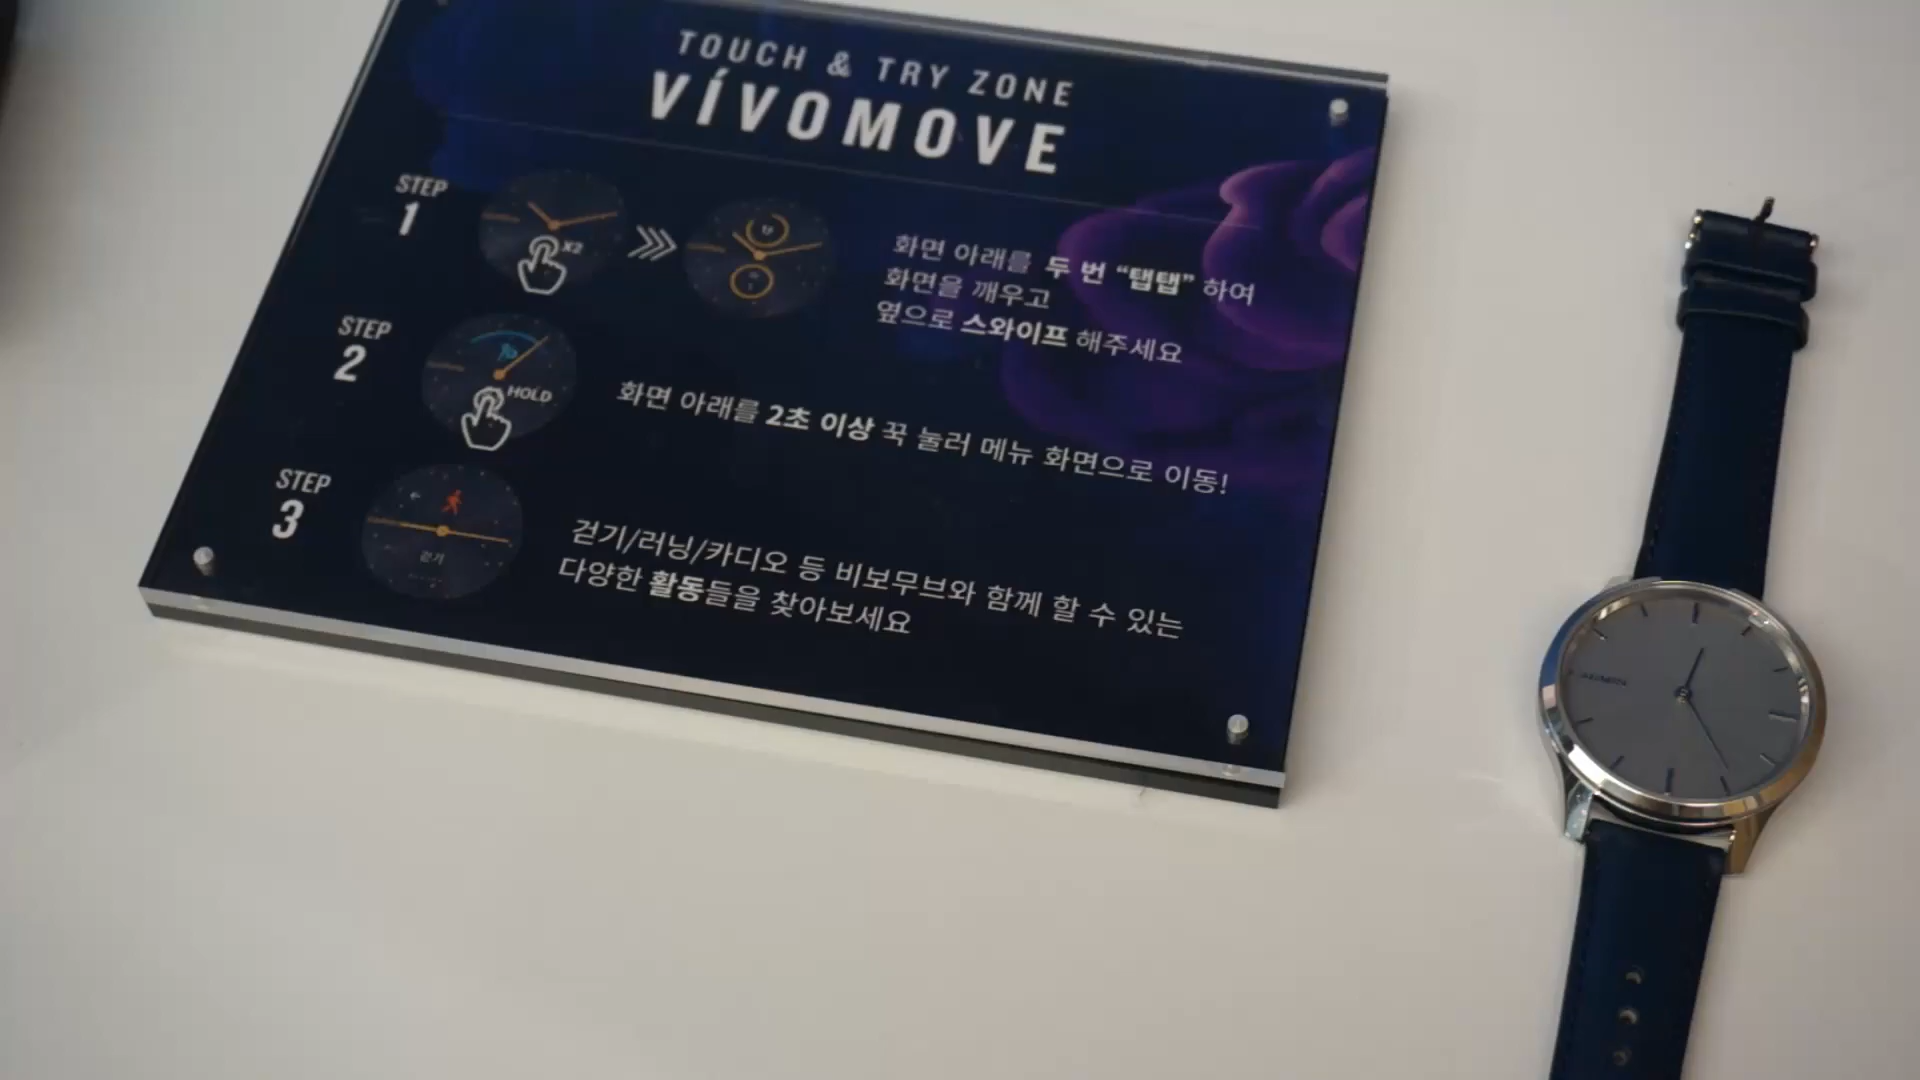 TOUCH & TRY ZONE
VÍVOMOVE
STEP
1
X2
화면 아래를 두 번 “탭탭” 하여
화면을 깨우고
옆으로 스와이프 해주세요
STEP
2
HOLD
화면 아래를 2초 이상 꾹 눌러 메뉴 화면으로 이동!
STEP
3
걷기
걷기/러닝/카디오 등 비보무브와 함께 할 수 있는
다양한 활동들을 찾아보세요
GARMIN